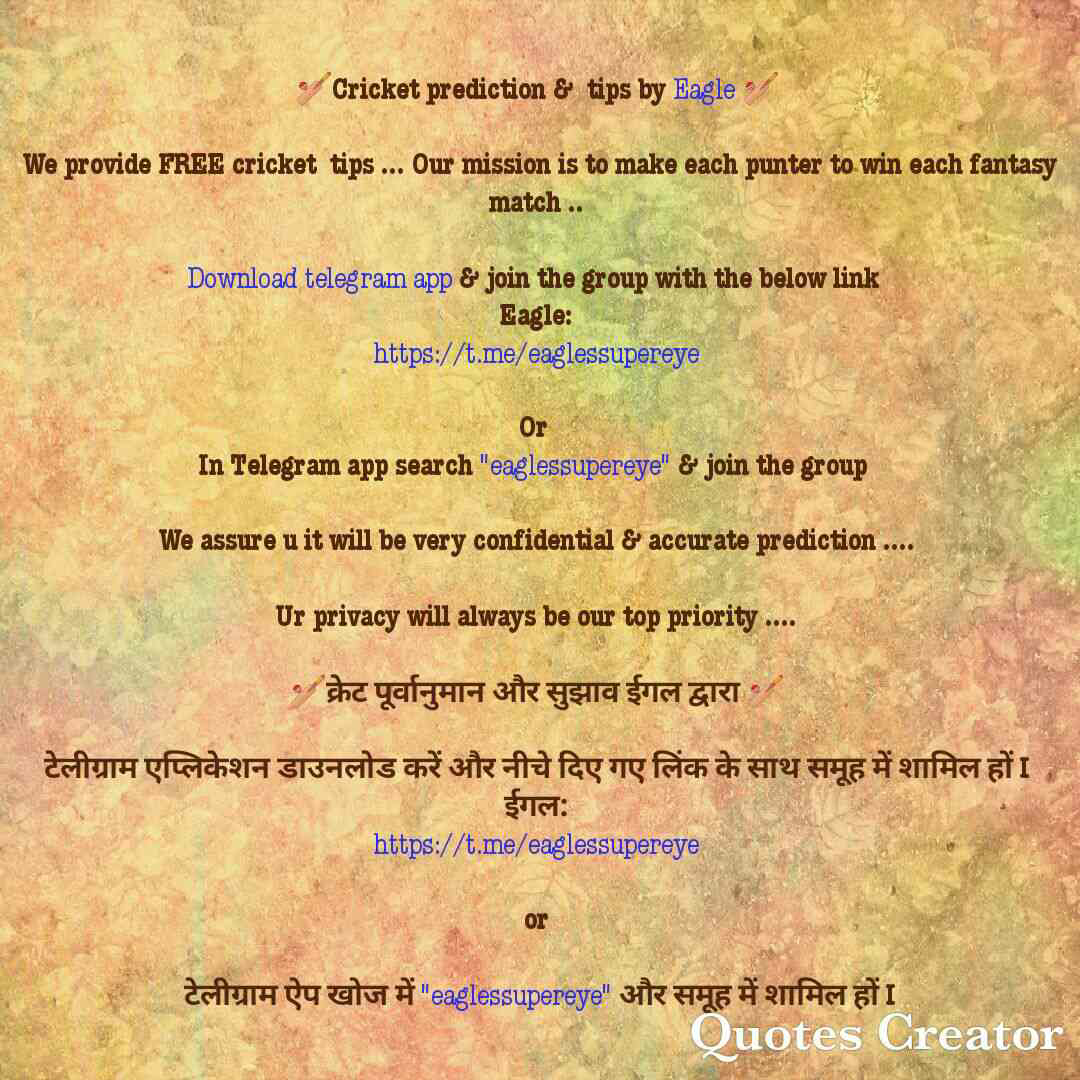 🏏Cricket prediction & tips by Eagle🏏
We provide FREE cricket tips ... Our mission is to make each punter to win each fantasy
match ..
Download telegram app & join the group with the below link
Eagle:
https://t.me/eaglessupereye
Or
In Telegram app search "eaglessupereye" & join the group
We assure u it will be very confidential & accurate prediction ....
Ur privacy will always be our top priority ....
🏏क्रेट पूर्वानुमान और सुझाव ईगल द्वारा🏏
टेलीग्राम एप्लिकेशन डाउनलोड करें और नीचे दिए गए लिंक के साथ समूह में शामिल हों I
ईगल:
https://t.me/eaglessupereye
or
टेलीग्राम ऐप खोज में "eaglessupereye" और समूह में शामिल हों I
Quotes Creator